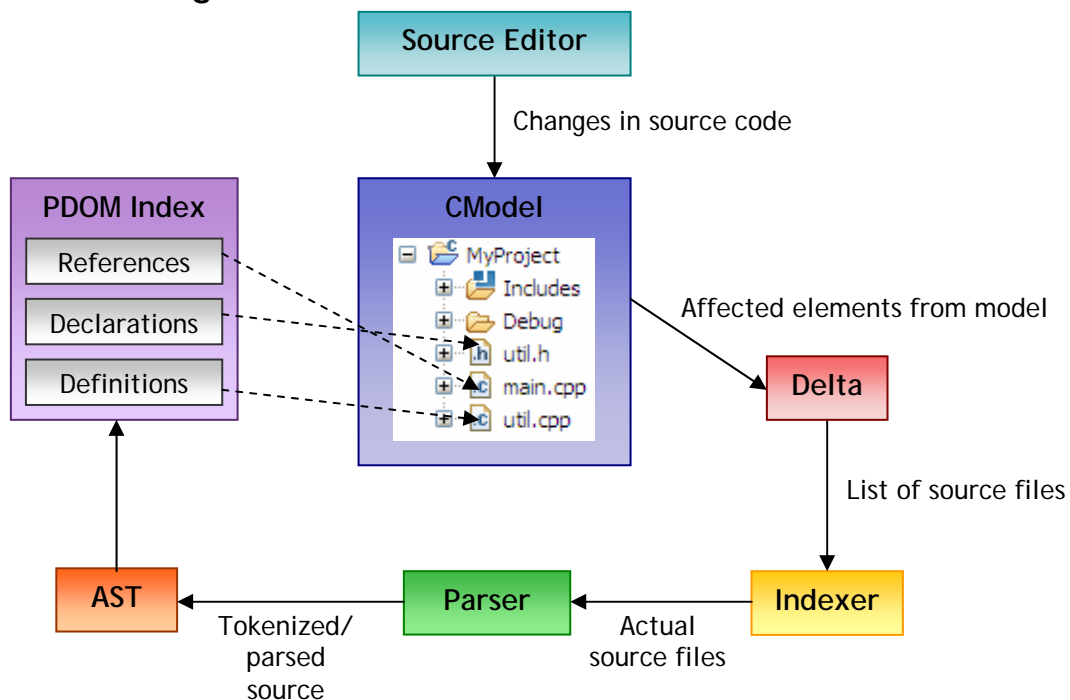 Source Editor
Changes in source code
PDOM Index
References
Declarations
Definitions
CModel
MyProject
Includes
Debug
util.h
main.cpp
util.cpp
Affected elements from model
Delta
List of source files
Indexer
Actual
source files
Parser
Tokenized/
parsed
source
AST